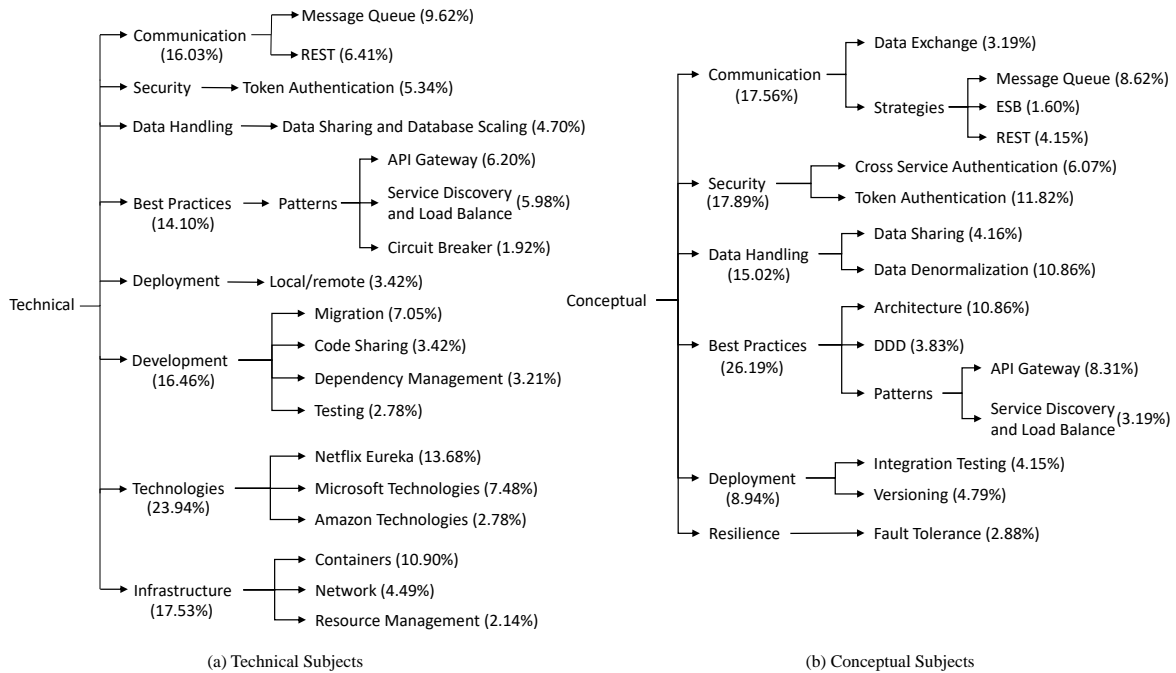 Technical
Communication
(16.03%)
Message Queue (9.62%)
REST (6.41%)
Security
Token Authentication (5.34%)
Data Handling
Data Sharing and Database Scaling (4.70%)
Best Practices
(14.10%)
Patterns
API Gateway (6.20%)
Service Discovery
and Load Balance
(5.98%)
Circuit Breaker (1.92%)
Deployment
Local/remote (3.42%)
Development
(16.46%)
Migration (7.05%)
Code Sharing (3.42%)
Dependency Management (3.21%)
Testing (2.78%)
Technologies
(23.94%)
Netflix Eureka (13.68%)
Microsoft Technologies (7.48%)
Amazon Technologies (2.78%)
Infrastructure
(17.53%)
Containers (10.90%)
Network (4.49%)
Resource Management (2.14%)
(a) Technical Subjects
Conceptual
Communication
(17.56%)
Data Exchange (3.19%)
Strategies
Message Queue (8.62%)
ESB (1.60%)
REST (4.15%)
Security
(17.89%)
Cross Service Authentication (6.07%)
Token Authentication (11.82%)
Data Handling
(15.02%)
Data Sharing (4.16%)
Data Denormalization (10.86%)
Best Practices
(26.19%)
Architecture (10.86%)
DDD (3.83%)
Patterns
API Gateway (8.31%)
Service Discovery
and Load Balance
(3.19%)
Deployment
(8.94%)
Integration Testing (4.15%)
Versioning (4.79%)
Resilience
Fault Tolerance (2.88%)
(b) Conceptual Subjects